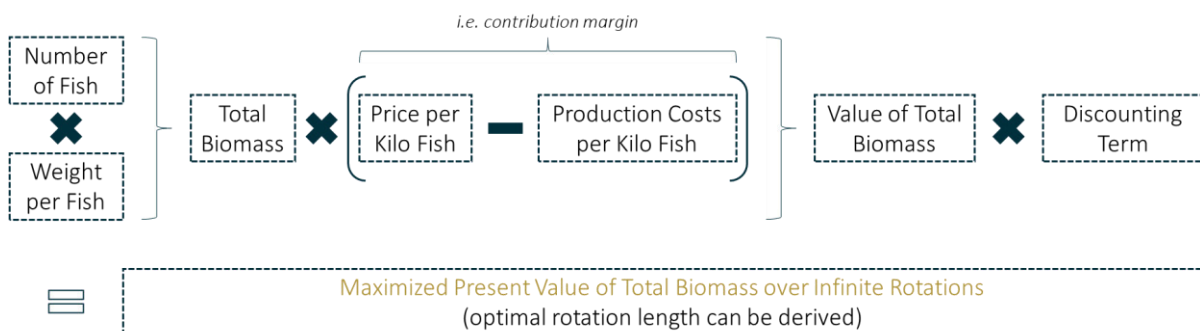 i.e. contribution margin
Number
of Fish
Weight
per Fish
Total
Biomass
Price per
Kilo Fish
Production Costs
per Kilo Fish
Value of Total
Biomass
Discounting
Term
Maximized Present Value of Total Biomass over Infinite Rotations
(optimal rotation length can be derived)